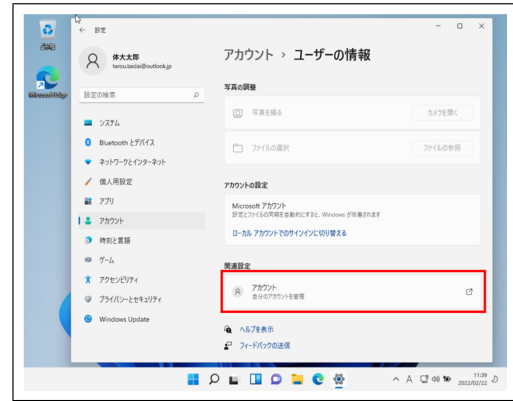 ← 設定
体太郎
tarou.taidai@outlook.jp
設定の検索
システム
Bluetooth とデバイス
ネットワークとインターネット
個人用設定
アプリ
アカウント
時刻と言語
ゲーム
アクセシビリティ
プライバシーとセキュリティ
Windows Update
アカウント › ユーザーの情報
写真の調整
写真を撮る
カメラを開く
ファイルの選択
ファイルの参照
アカウントの設定
Microsoft アカウント
設定とファイルの同期を自動的にすると、Windows が改善されます
ローカル アカウントでのサインインに切り替える
関連設定
アカウント
自分のアカウントを管理
ヘルプを表示
フィードバックの送信
A
11:39
2022/02/22